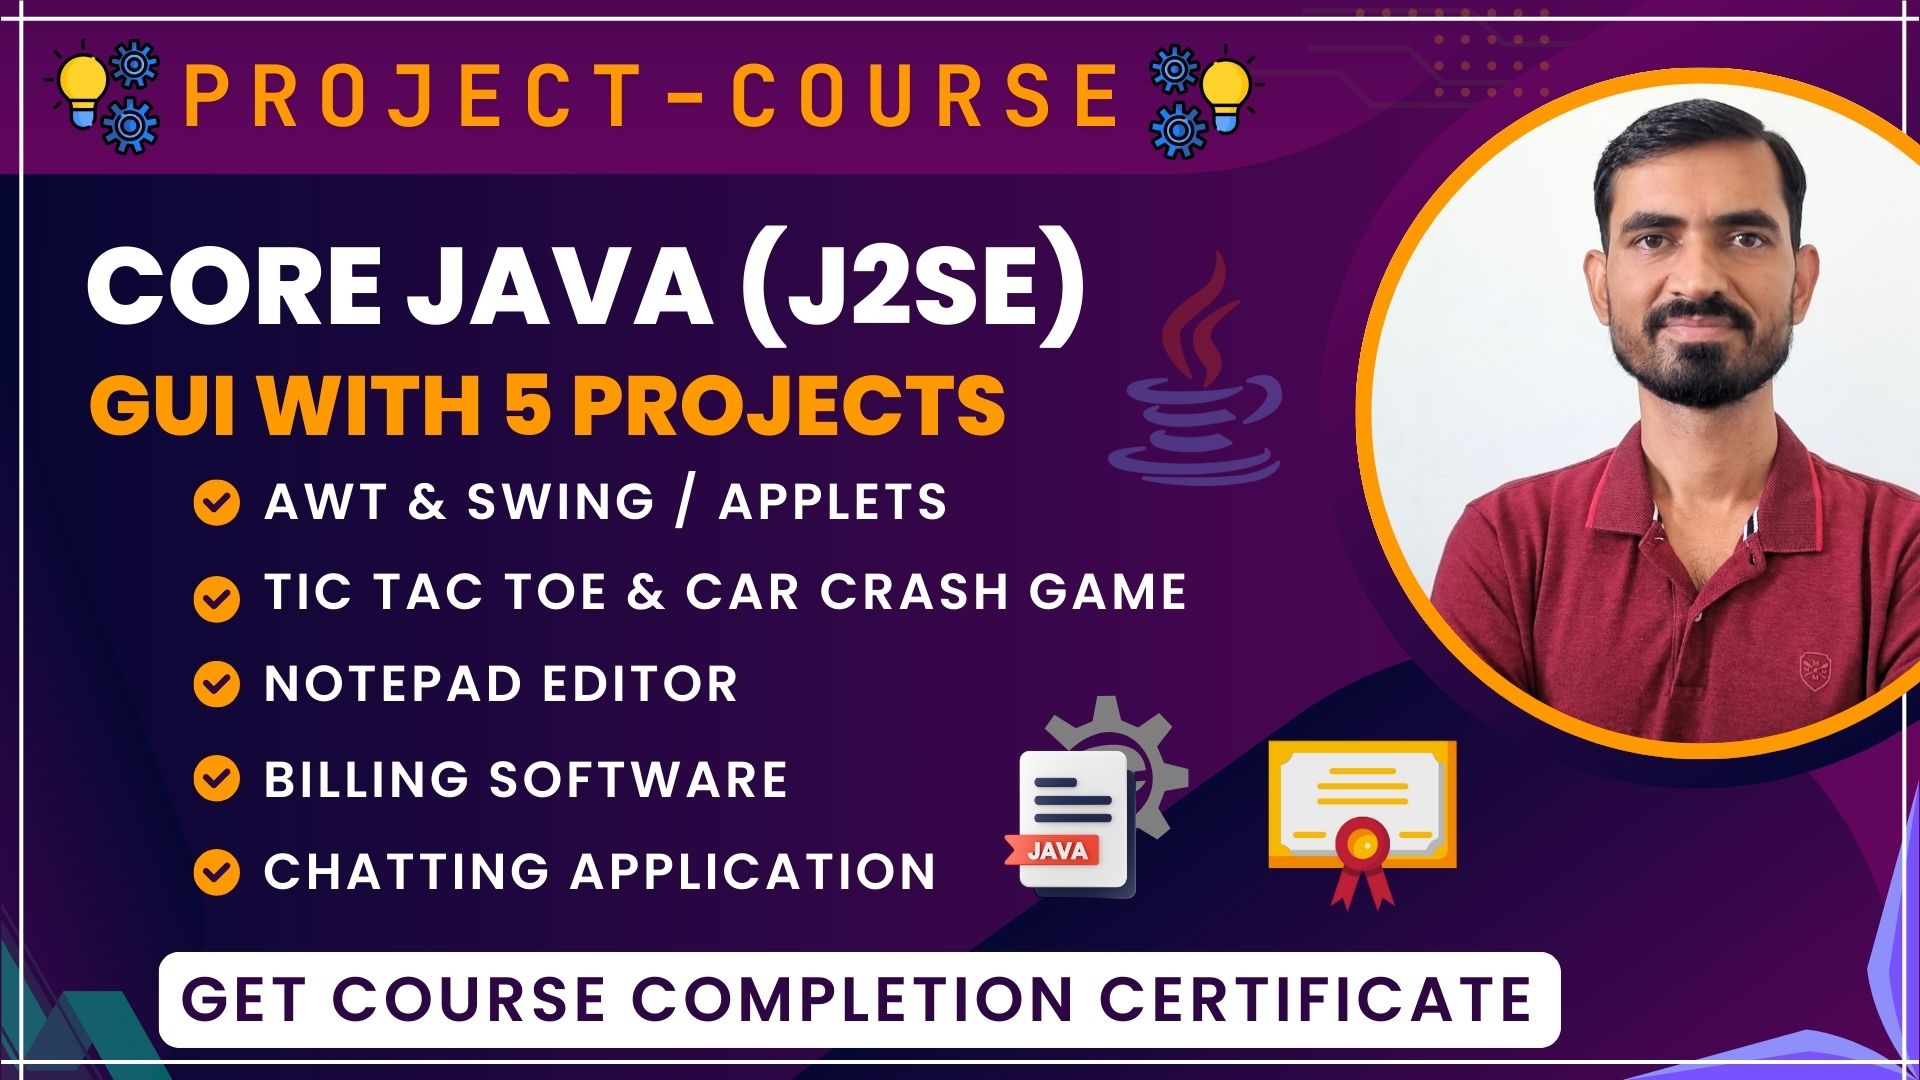 PROJECT-COURSE
CORE JAVA (J2SE)
GUI WITH 5 PROJECTS
AWT & SWING / APPLETS
TIC TAC TOE & CAR CRASH GAME
NOTEPAD EDITOR
BILLING SOFTWARE
CHATTING APPLICATION
JAVA
GET COURSE COMPLETION CERTIFICATE